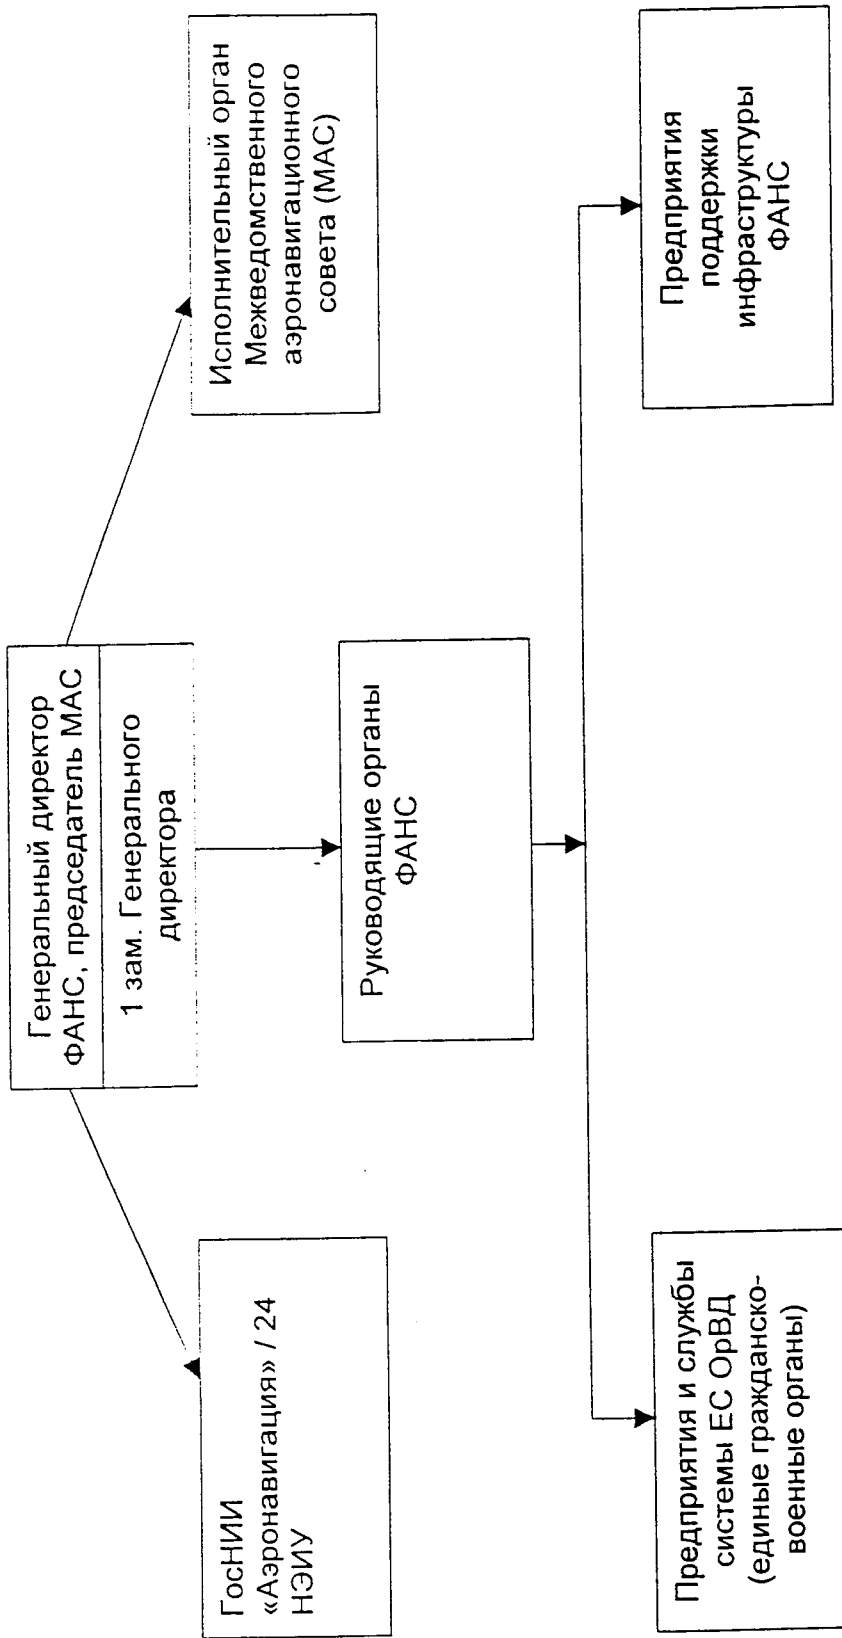 Генеральный директор
ФАНС, председатель МАС
1 зам. Генерального
директора
ГосНИИ
«Аэронавигация» / 24
НЭИУ
Исполнительный орган
Межведомственного
аэронавигационного
совета (МАС)
Руководящие органы
ФАНС
Предприятия и службы
системы ЕС ОрВД
(единые гражданско-
военные органы)
Предприятия
поддержки
инфраструктуры
ФАНС